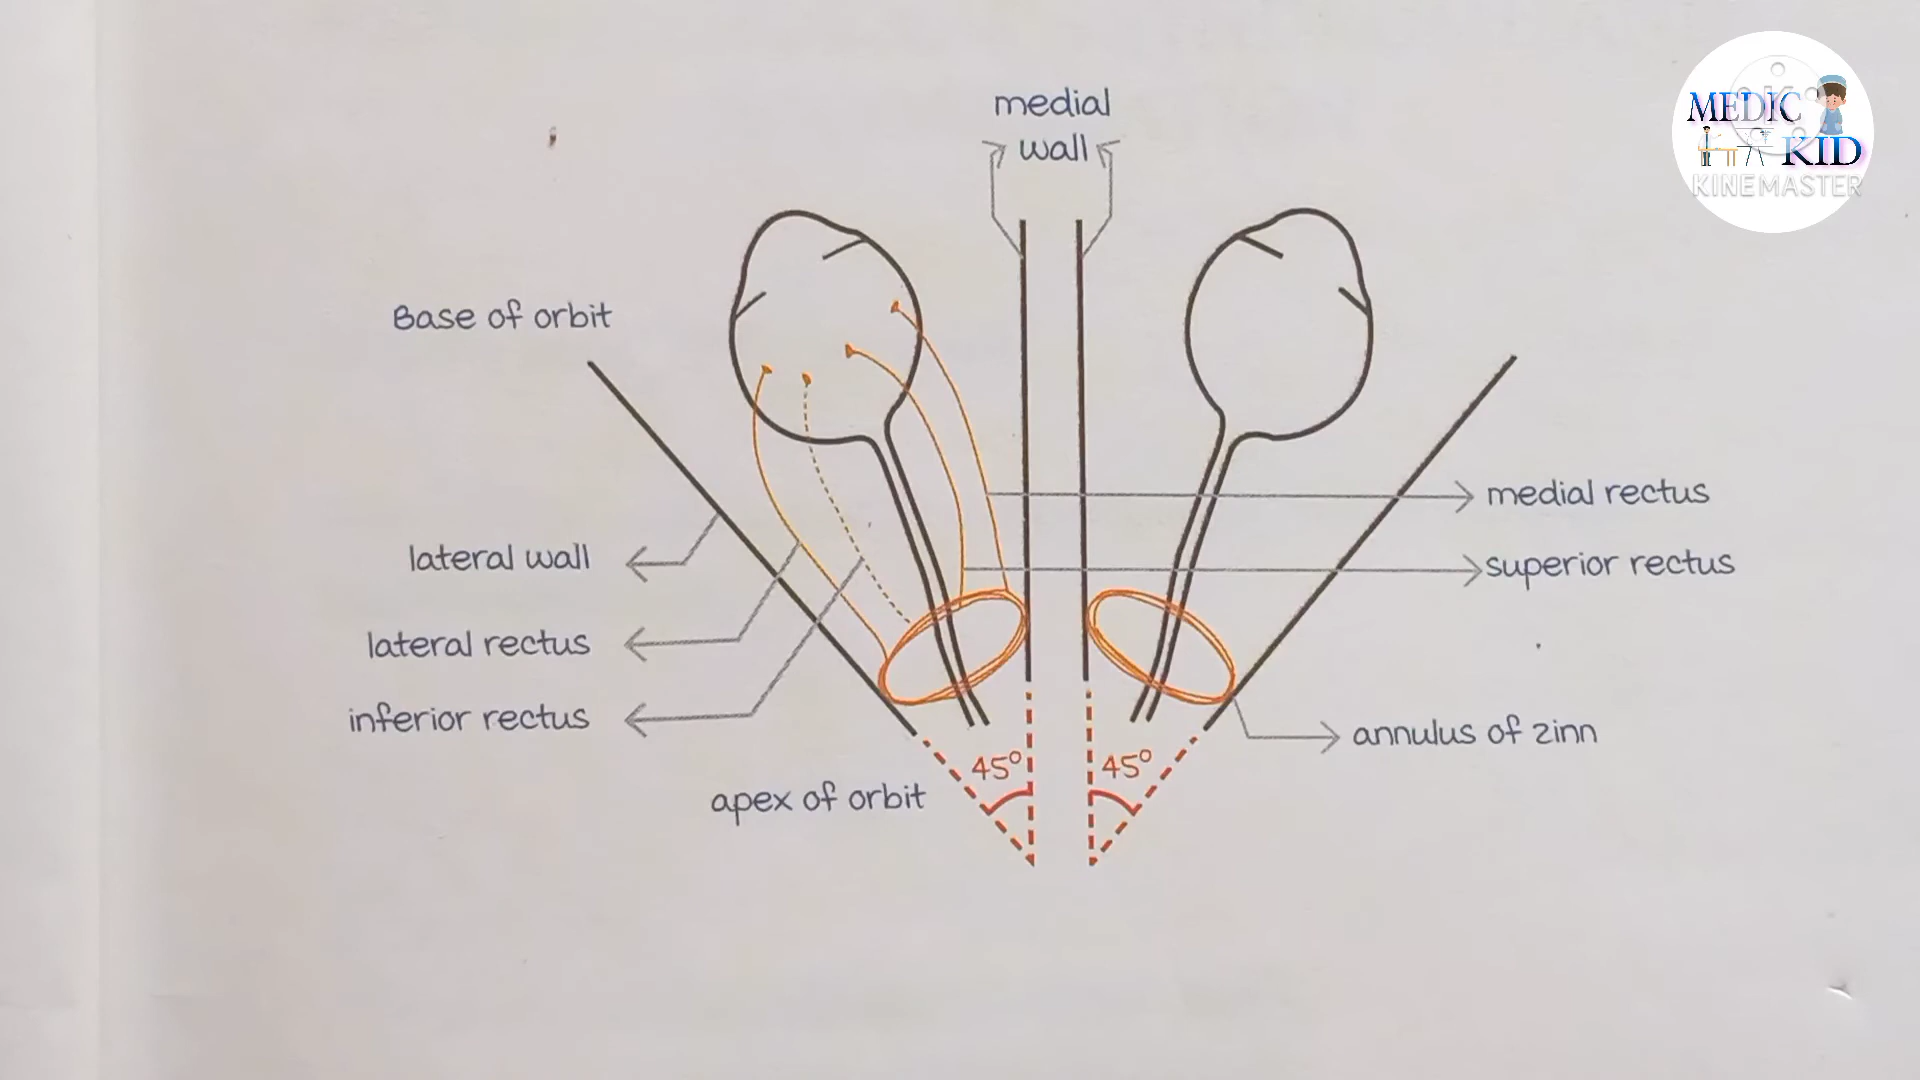 medial
wall
Base of orbit
lateral wall
lateral rectus
inferior rectus
medial rectus
superior rectus
annulus of zinn
45°
45°
apex of orbit
MEDIC
KID
KINEMASTER